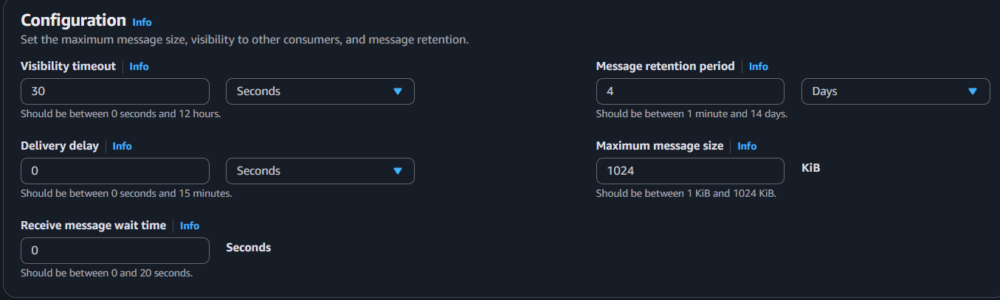 Configuration Info
Set the maximum message size, visibility to other consumers, and message retention.
Visibility timeout Info
30 Seconds
Should be between 0 seconds and 12 hours.
Message retention period Info
4 Days
Should be between 1 minute and 14 days.
Delivery delay Info
0 Seconds
Should be between 0 seconds and 15 minutes.
Maximum message size Info
1024 KiB
Should be between 1 KiB and 1024 KiB.
Receive message wait time Info
0 Seconds
Should be between 0 and 20 seconds.